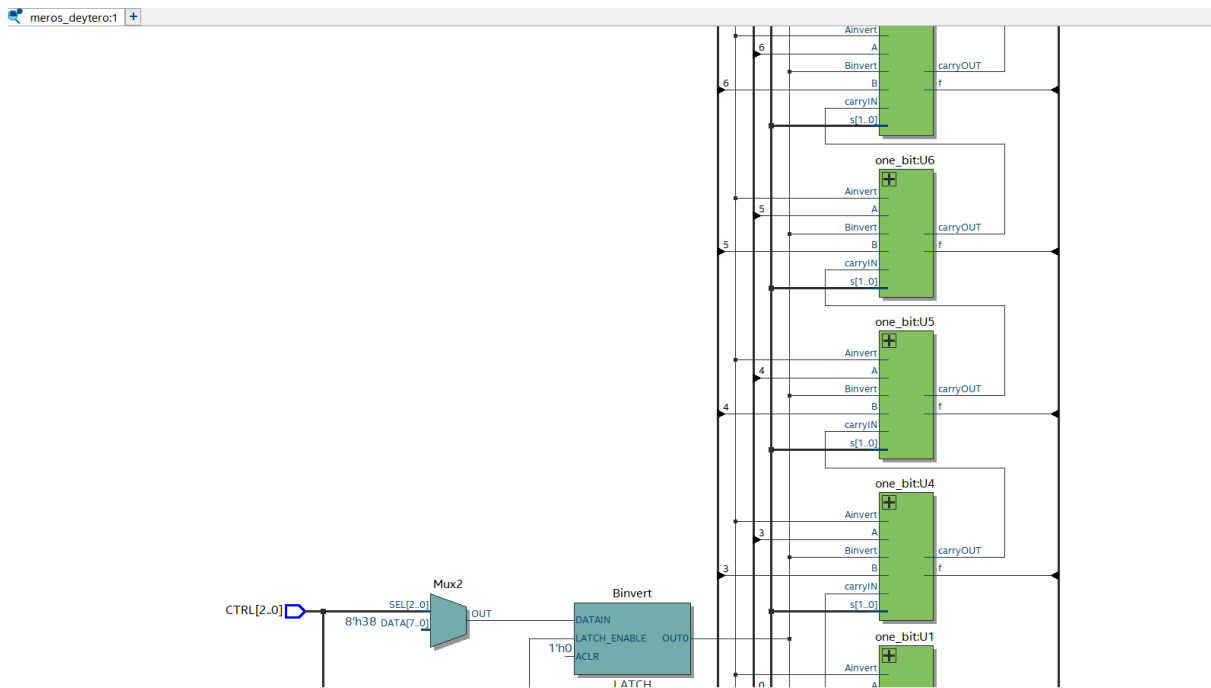 meros_deytero:1 +
Ainvert
6 A
Binvert carryOUT
6 B f
carryIN
s[1..0]
one_bit:U6
Ainvert
5 A
Binvert carryOUT
5 B f
carryIN
s[1..0]
one_bit:U5
Ainvert
4 A
Binvert carryOUT
4 B f
carryIN
s[1..0]
one_bit:U4
Ainvert
3 A
Binvert carryOUT
3 B f
carryIN
s[1..0]
Mux2
CTRL[2..0] SEL[2..0] OUT
8'h38 DATA[7..0]
Binvert
DATAIN
LATCH_ENABLE OUT0
1'h0 ACLR
LATCH
one_bit:U1
Ainvert
0 A